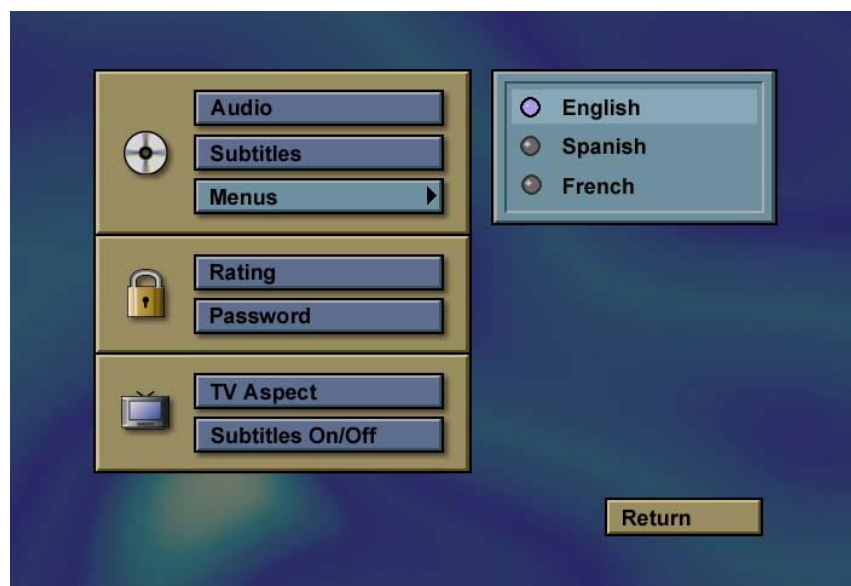 Audio
Subtitles
Menus
English
Spanish
French
Rating
Password
TV Aspect
Subtitles On/Off
Return